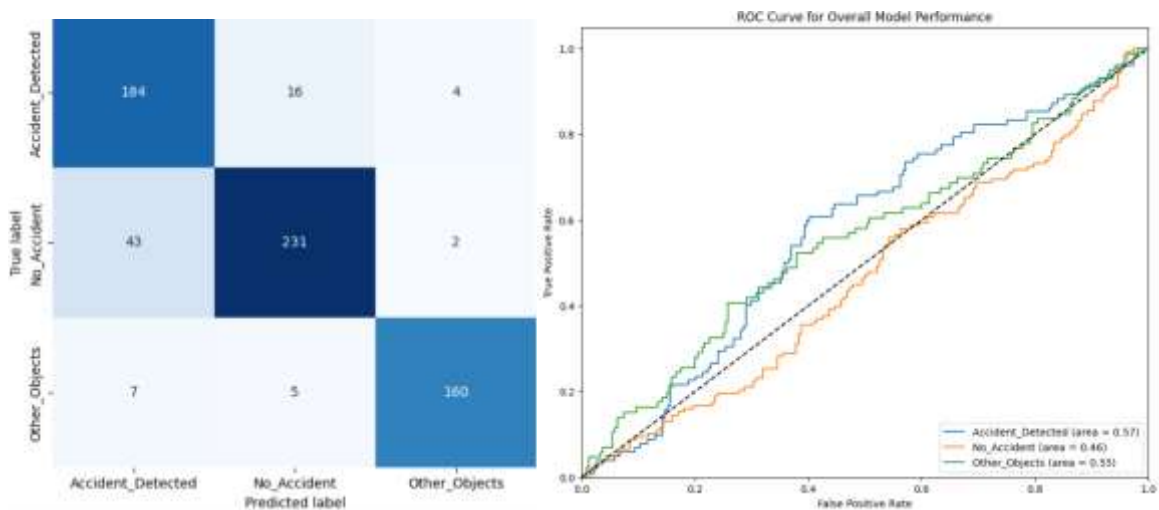 Accident_Detected
184
16
4
True label
No_Accident
43
231
2
Other_Objects
7
5
160
Accident_Detected
No_Accident
Other_Objects
Predicted label
ROC Curve for Overall Model Performance
1.0
0.8
0.6
0.4
0.2
0.0
True Positive Rate
Accident_Detected (area = 0.57)
No_Accident (area = 0.46)
Other_Objects (area = 0.55)
0.0
0.2
0.4
0.6
0.8
1.0
False Positive Rate